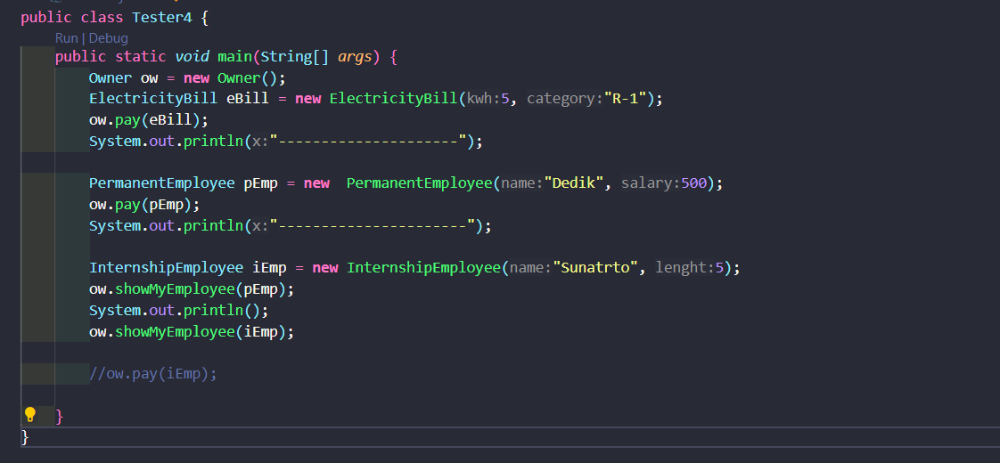 public class Tester4 {
Run | Debug
public static void main(String[] args) {
Owner ow = new Owner();
ElectricityBill eBill = new ElectricityBill(kwh:5, category:"R-1");
ow.pay(eBill);
System.out.println(x:"---------------------");
PermanentEmployee pEmp = new  PermanentEmployee(name:"Dedik", salary:500);
ow.pay(pEmp);
System.out.println(x:"----------------------");
InternshipEmployee iEmp = new InternshipEmployee(name:"Sunatrto", lenght:5);
ow.showMyEmployee(pEmp);
System.out.println();
ow.showMyEmployee(iEmp);
//ow.pay(iEmp);
}
}